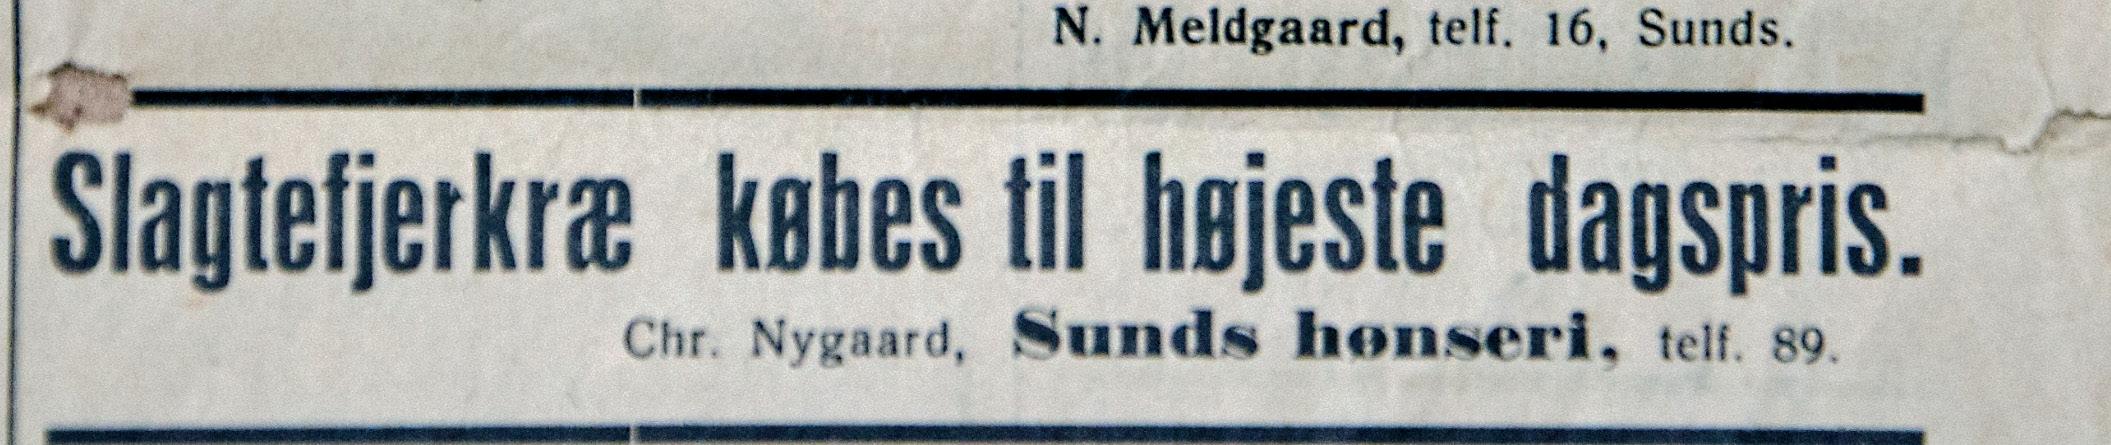 N. Meldgaard, telf. 16, Sunds.
Slagtefjerkræ købes til højeste dagspris.
Chr. Nygaard, Sunds hønseri, telf. 89.